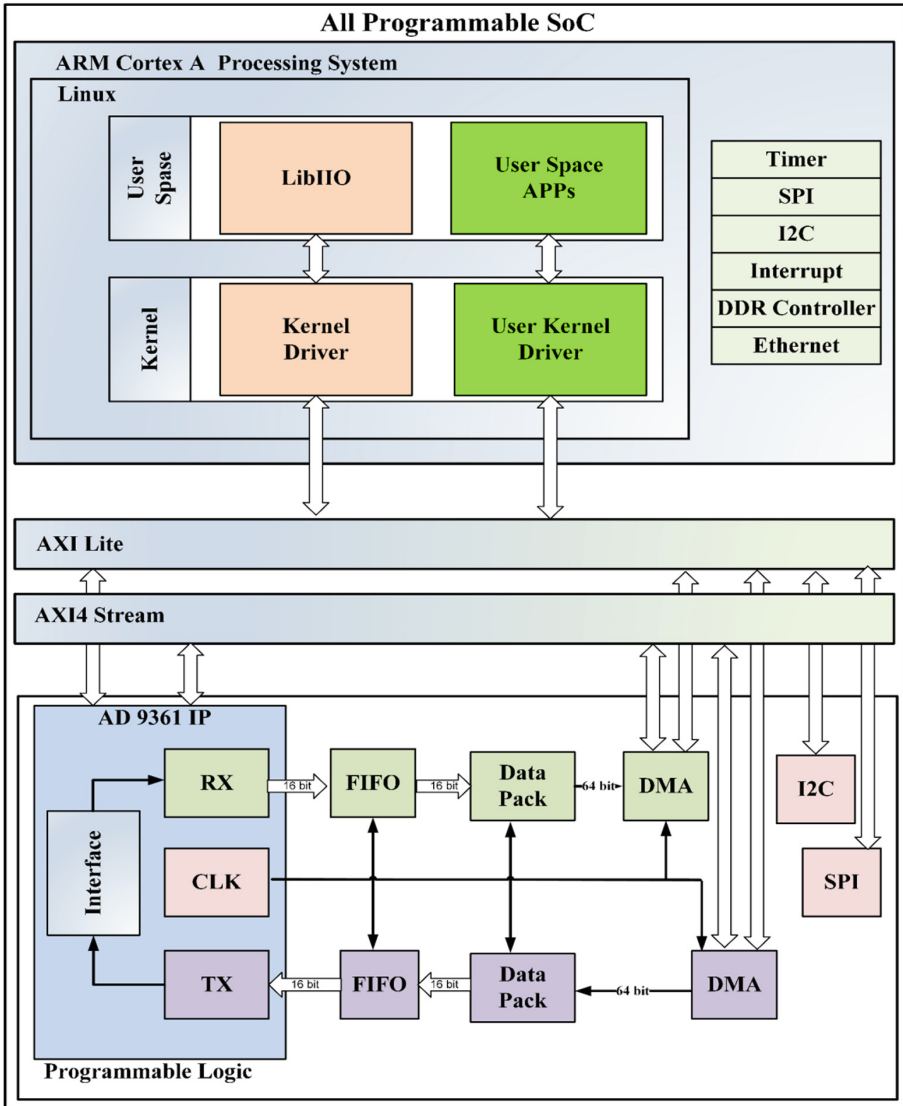 All Programmable SoC
ARM Cortex A Processing System
Linux
User
Spase
LibIIO
User Space
APPs
Timer
SPI
I2C
Interrupt
DDR Controller
Ethernet
Kernel
Kernel
Driver
User Kernel
Driver
AXI Lite
AXI4 Stream
AD 9361 IP
Interface
RX
16 bit
FIFO
16 bit
Data
Pack
64 bit
DMA
I2C
CLK
SPI
TX
16 bit
FIFO
16 bit
Data
Pack
64 bit
DMA
Programmable Logic